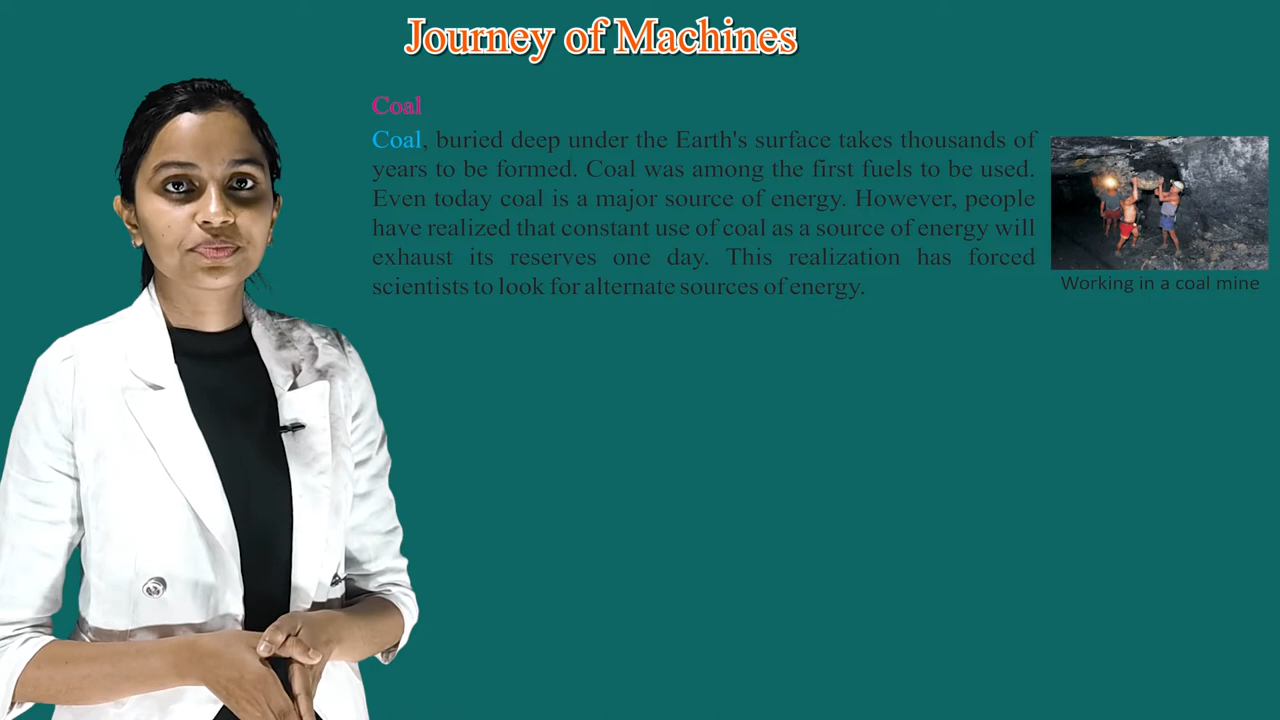 Journey of Machines
Coal
Coal, buried deep under the Earth's surface takes thousands of
years to be formed. Coal was among the first fuels to be used.
Even today coal is a major source of energy. However, people
have realized that constant use of coal as a source of energy will
exhaust its reserves one day. This realization has forced
scientists to look for alternate sources of energy.
Working in a coal mine